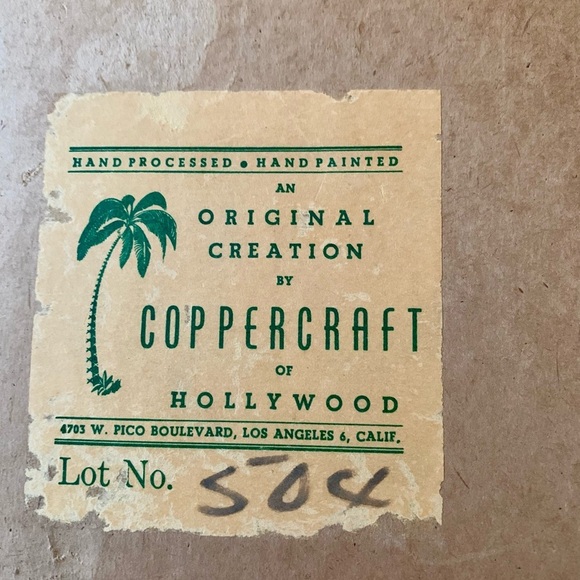 HAND PROCESSED • HAND PAINTED
AN
ORIGINAL
CREATION
BY
COPPERCRAFT
OF
HOLLYWOOD
4703 W. PICO BOULEVARD, LOS ANGELES 6, CALIF.
Lot No. 504